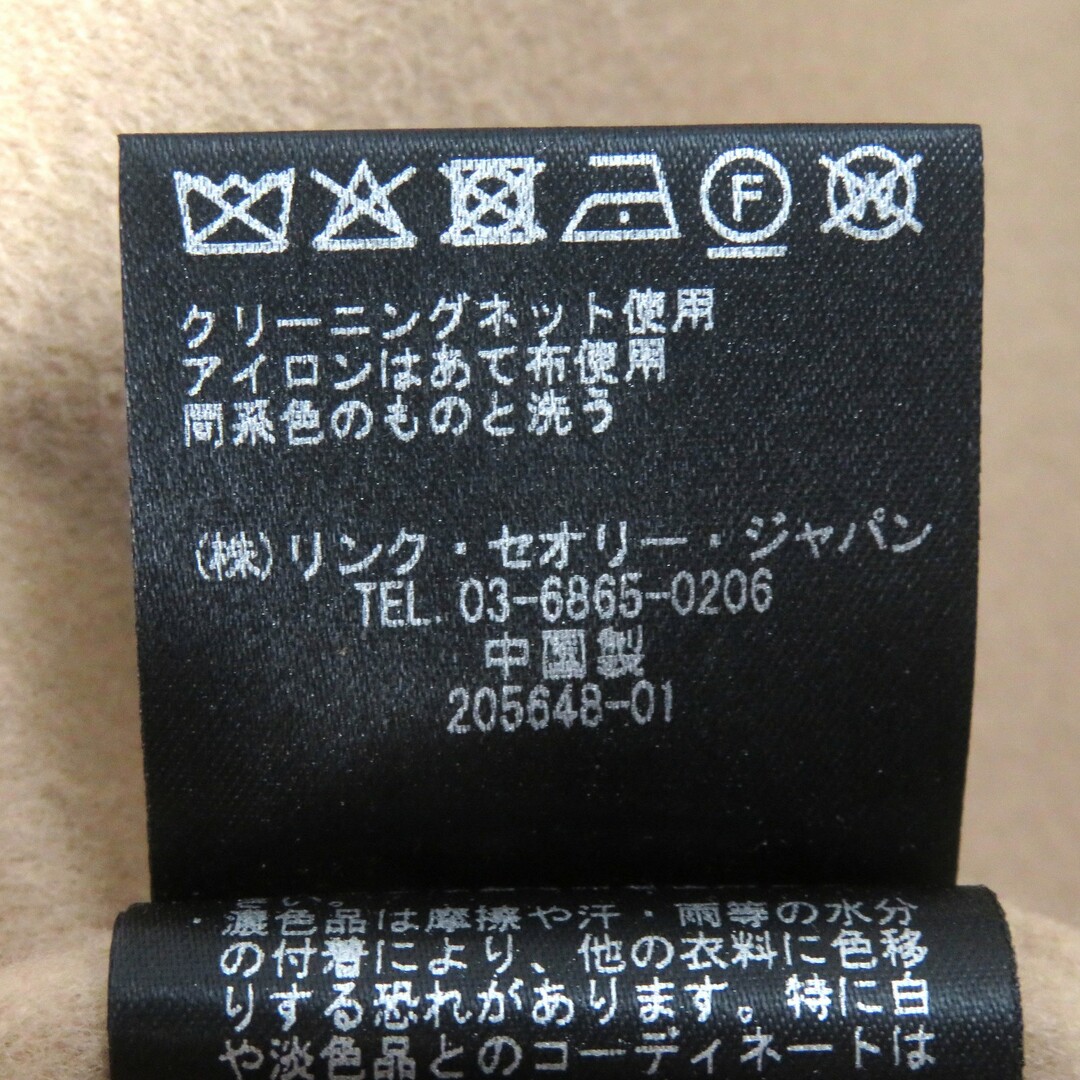 クリーニングネット使用
アイロンはあて布使用
同系色のものと洗う
(株)リンク・セオリー・ジャパン
TEL. 03-6865-0206
中国製
205648-01
さい。
・濃色品は摩擦や汗・雨等の水分
の付着により、他の衣料に色移
りする恐れがあります。特に白
や淡色品とのコーディネートは